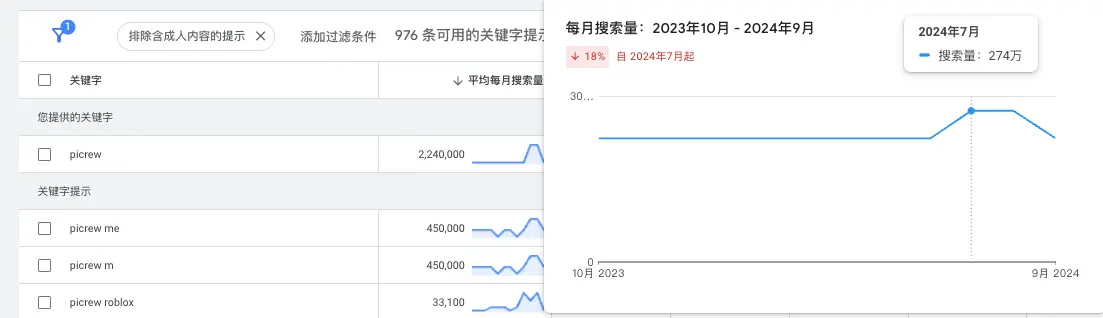 1
排除含成人内容的提示
添加过滤条件
976 条可用的关键字提示
关键字
平均每月搜索量
您提供的关键字
picrew
2,240,000
关键字提示
picrew me
450,000
picrew m
450,000
picrew roblox
33,100
每月搜索量：2023年10月 - 2024年9月
18%
自 2024年7月起
2024年7月
搜索量：274万
30…
0
10月 2023
9月 2024